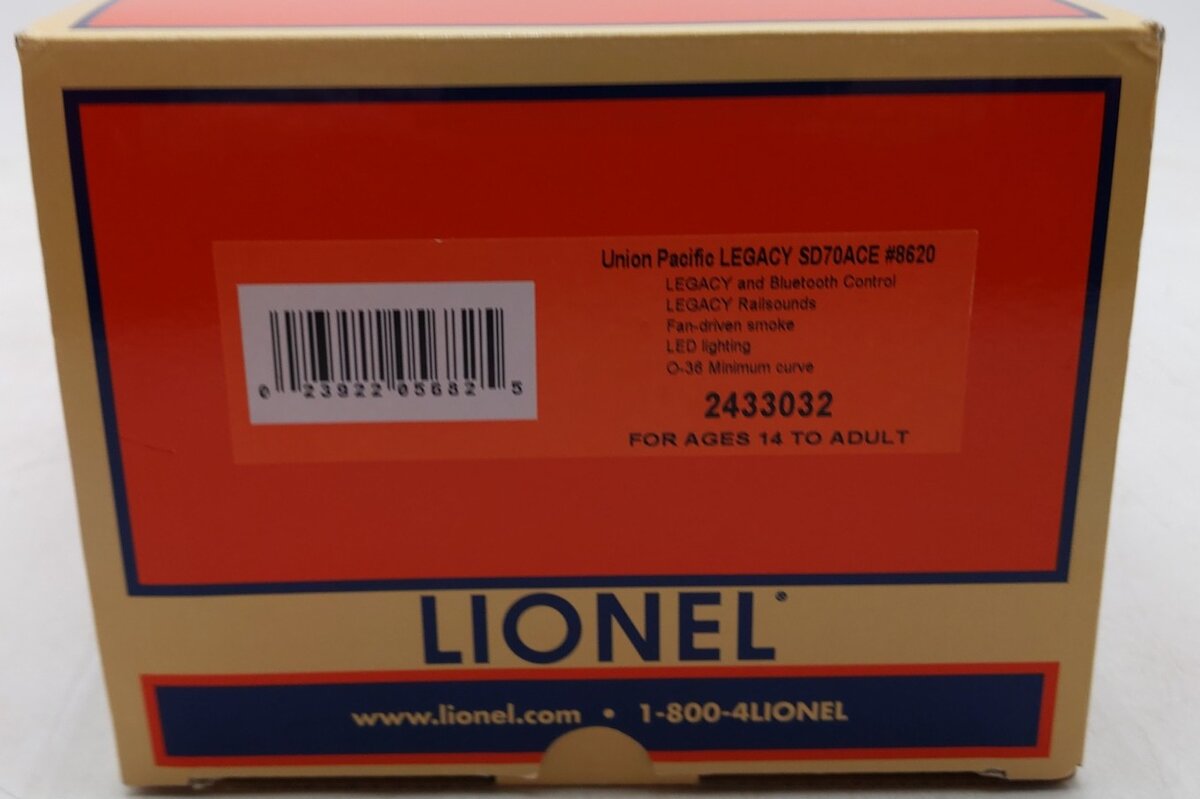 Union Pacific LEGACY SD70ACE #8620
LEGACY and Bluetooth Control
LEGACY Railsounds
Fan-driven smoke
LED lighting
O-36 Minimum curve
2433032
FOR AGES 14 TO ADULT
0 23922 05682 5
LIONEL®
www.lionel.com • 1-800-4LIONEL